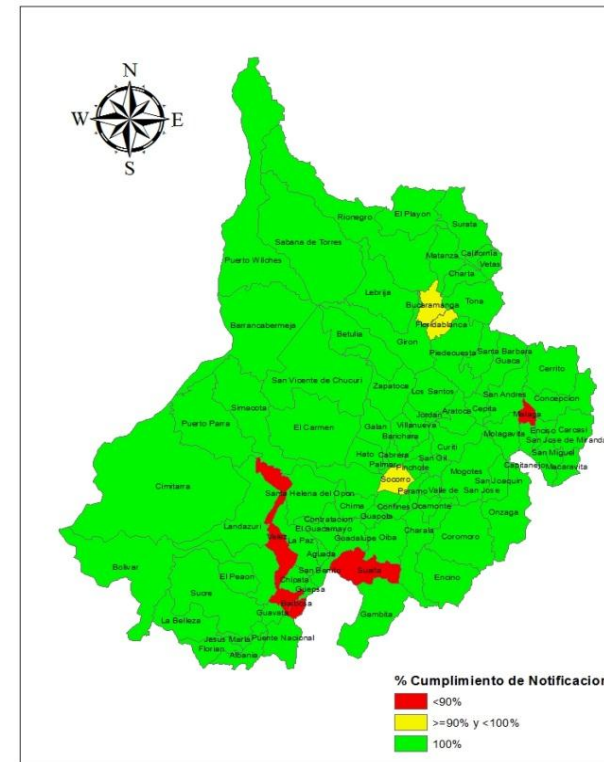 N
W E
S
El Playon
Rionegro
Surata
Sabana de Torres
California
Matanza
Vetas
Puerto Wilches
Charta
Lebrija
Tona
Bucaramanga
Floridablanca
Barrancabermeja
Betulia
Giron
Piedecuesta
Santa Barbara
Guaca
Cerrito
San Vicente de Chucuri
Zapatoca
Los Santos
San Andres
Concepcion
Simacota
Jordan
Aratoca
Cepita
Malaga
Puerto Parra
El Carmen
Galan
Villanueva
Molagavita
Enciso
Carcasi
Barichara
San Jose de Miranda
Curiti
Hato
Cabrera
San Gil
San Miguel
Palmar
Pinchote
Mogotes
Capitanejo
Macaravita
Cimitarra
Socorro
San Joaquin
Santa Helena del Opon
Paramo
Valle de San Jose
Chima
Confines
Ocamonte
Onzaga
Contratacion
Guapota
Landazuri
El Guacamayo
Charala
Velez
La Paz
Guadalupe
Oiba
Coromoro
Aguada
Bolivar
San Benito
Suaita
El Peaon
Chipata
Encino
Sucre
Guepsa
Barbosa
Guavata
Gambita
La Belleza
Jesus Maria
Puente Nacional
Florian
Albania
% Cumplimiento de Notificacion
<90%
>=90% y <100%
100%